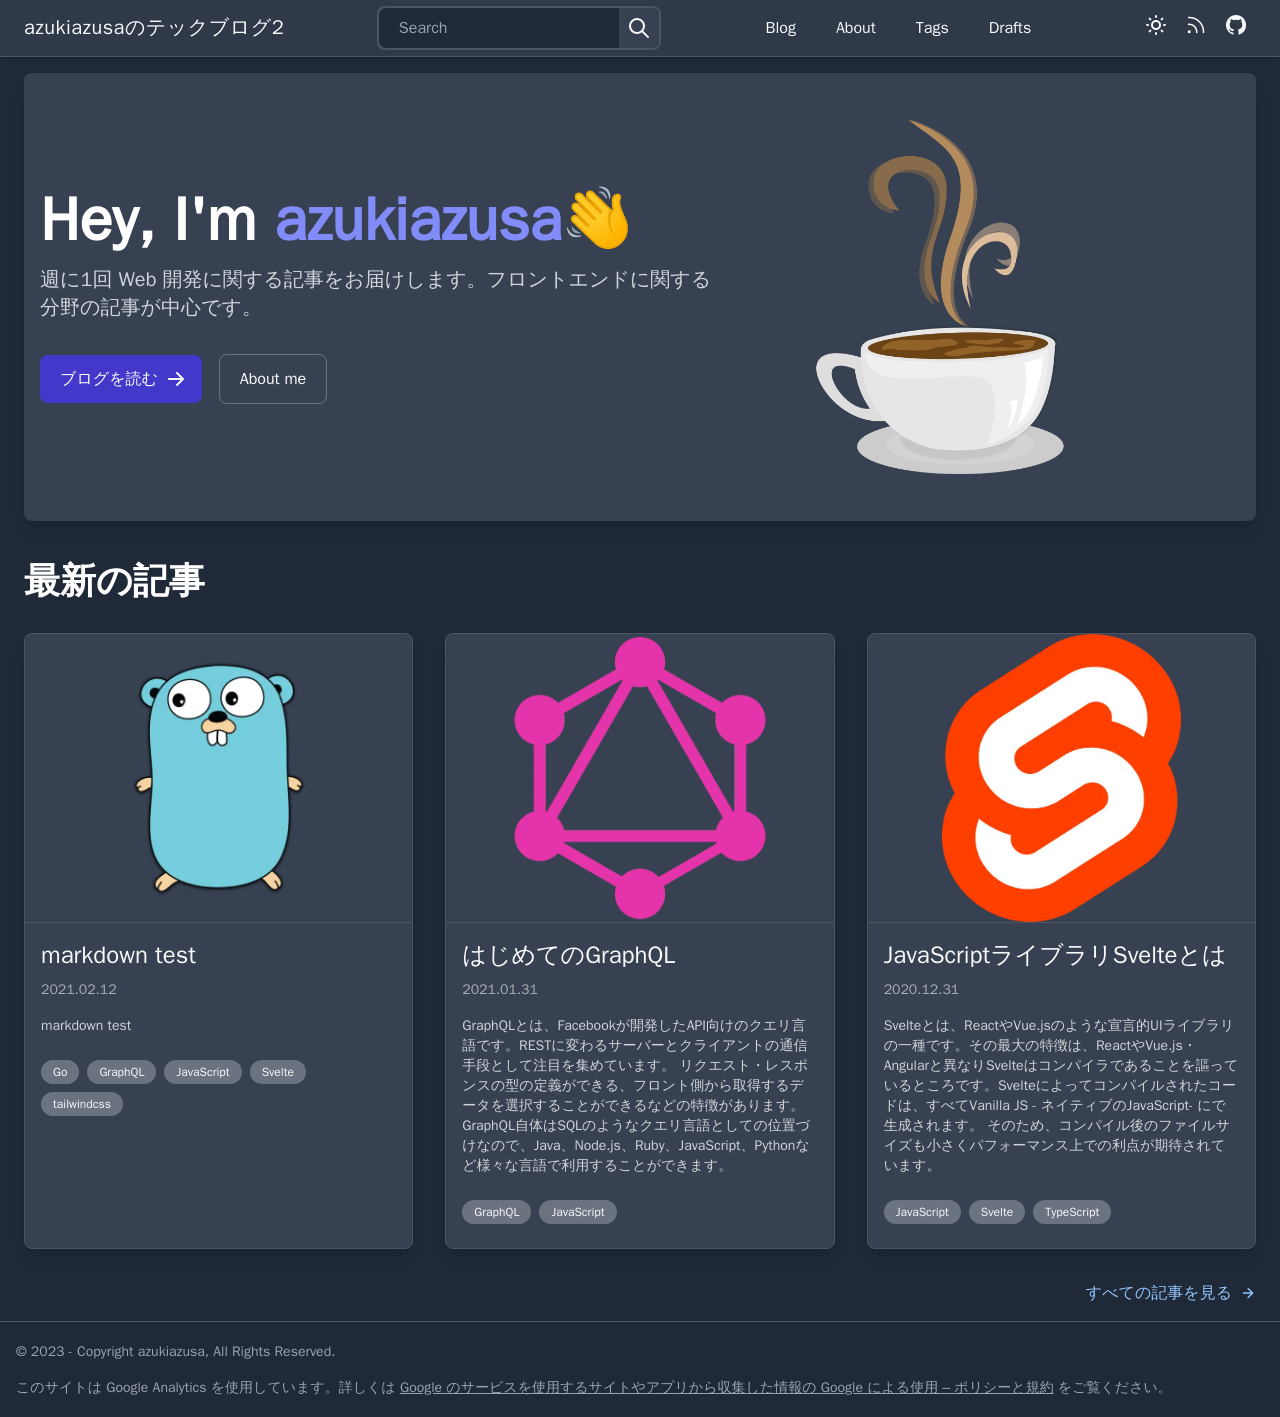 azukiazusaのテックブログ2
Search
Blog
About
Tags
Drafts
Hey, I'm azukiazusa👋
週に1回 Web 開発に関する記事をお届けします。フロントエンドに関する
分野の記事が中心です。
ブログを読む
About me
最新の記事
markdown test
2021.02.12
markdown test
Go
GraphQL
JavaScript
Svelte
tailwindcss
はじめてのGraphQL
2021.01.31
GraphQLとは、Facebookが開発したAPI向けのクエリ言
語です。RESTに変わるサーバーとクライアントの通信
手段として注目を集めています。 リクエスト・レスポ
ンスの型の定義ができる、フロント側から取得するデ
ータを選択することができるなどの特徴があります。
GraphQL自体はSQLのようなクエリ言語としての位置づ
けなので、Java、Node.js、Ruby、JavaScript、Pythonな
ど様々な言語で利用することができます。
GraphQL
JavaScript
JavaScriptライブラリSvelteとは
2020.12.31
Svelteとは、ReactやVue.jsのような宣言的UIライブラリ
の一種です。その最大の特徴は、ReactやVue.js・
Angularと異なりSvelteはコンパイラであることを謳って
いるところです。Svelteによってコンパイルされたコー
ドは、すべてVanilla JS - ネイティブのJavaScript- にで
生成されます。 そのため、コンパイル後のファイルサ
イズも小さくパフォーマンス上での利点が期待されて
います。
JavaScript
Svelte
TypeScript
すべての記事を見る
© 2023 - Copyright azukiazusa, All Rights Reserved.
このサイトは Google Analytics を使用しています。詳しくは Google のサービスを使用するサイトやアプリから収集した情報の Google による使用 – ポリシーと規約 をご覧ください。